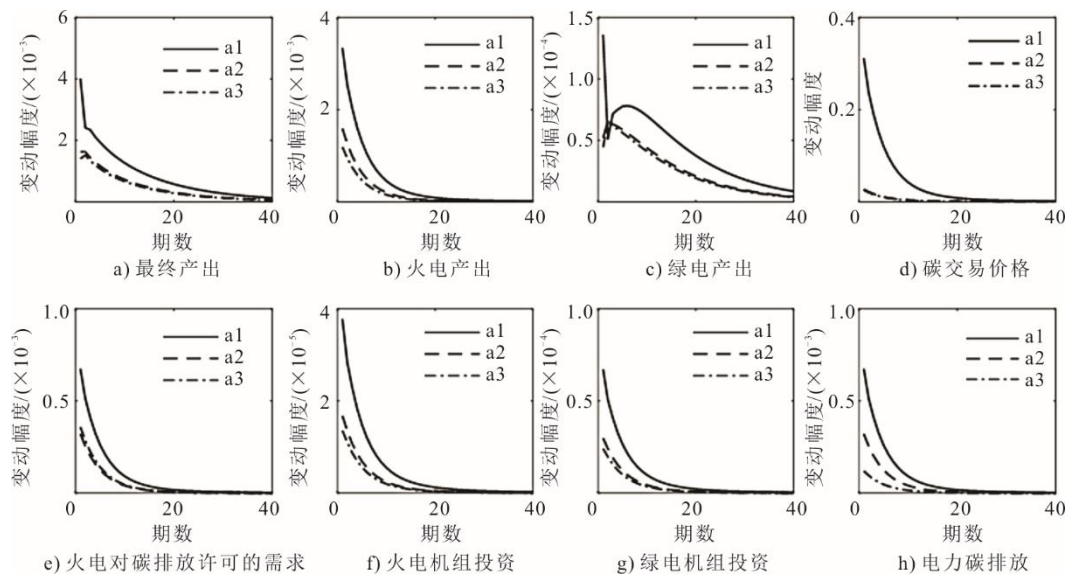 变动幅度/(×10⁻³)
6
4
2
0
20
40
a1
a2
a3
期数
a) 最终产出
变动幅度/(×10⁻³)
4
2
0
20
40
a1
a2
a3
期数
b) 火电产出
变动幅度/(×10⁻⁴)
1.5
1.0
0.5
0
20
40
a1
a2
a3
期数
c) 绿电产出
变动幅度
0.4
0.2
0
20
40
a1
a2
a3
期数
d) 碳交易价格
变动幅度/(×10⁻³)
1.0
0.5
0
20
40
a1
a2
a3
期数
e) 火电对碳排放许可的需求
变动幅度/(×10⁻⁵)
4
2
0
20
40
a1
a2
a3
期数
f) 火电机组投资
变动幅度/(×10⁻⁴)
1.0
0.5
0
20
40
a1
a2
a3
期数
g) 绿电机组投资
变动幅度/(×10⁻³)
1.0
0.5
0
20
40
a1
a2
a3
期数
h) 电力碳排放